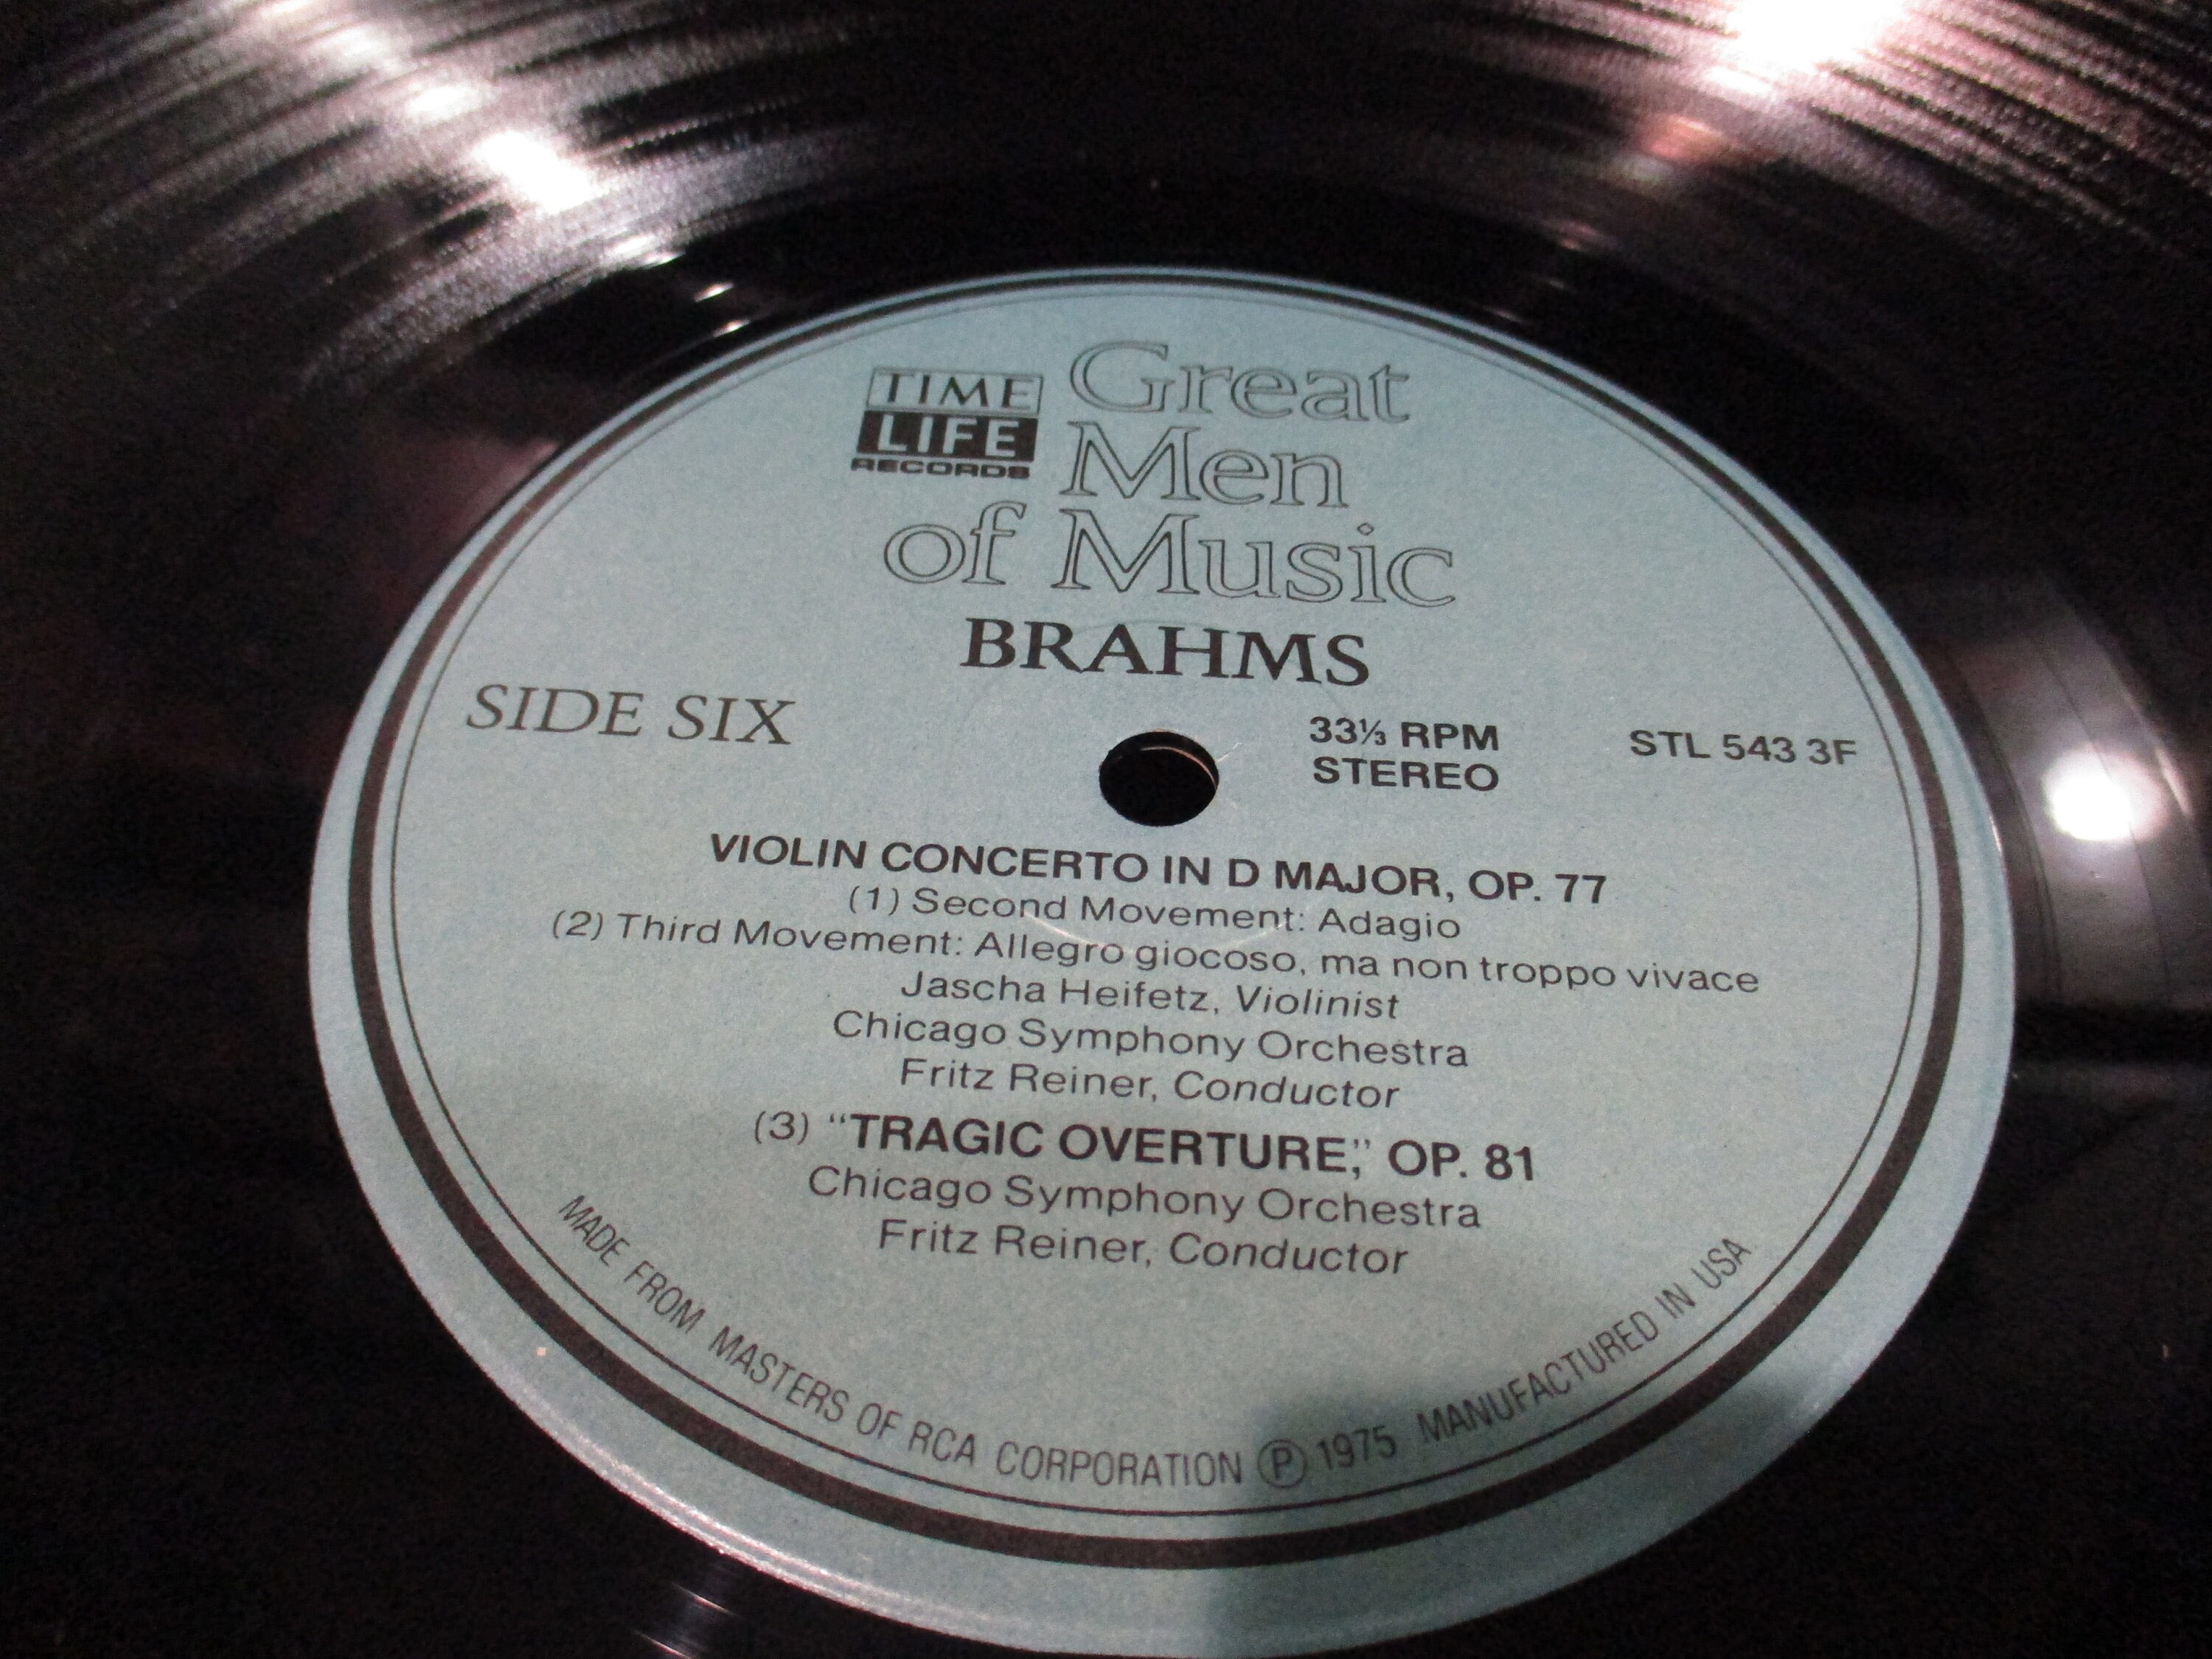 TIME
LIFE
RECORDS
Great
Men
of Music
BRAHMS
SIDE SIX
33⅓ RPM
STEREO
STL 543 3F
VIOLIN CONCERTO IN D MAJOR, OP. 77
(1) Second Movement: Adagio
(2) Third Movement: Allegro giocoso, ma non troppo vivace
Jascha Heifetz, Violinist
Chicago Symphony Orchestra
Fritz Reiner, Conductor
(3) "TRAGIC OVERTURE," OP. 81
Chicago Symphony Orchestra
Fritz Reiner, Conductor
MADE FROM MASTERS OF RCA CORPORATION Ⓟ 1975 MANUFACTURED IN USA